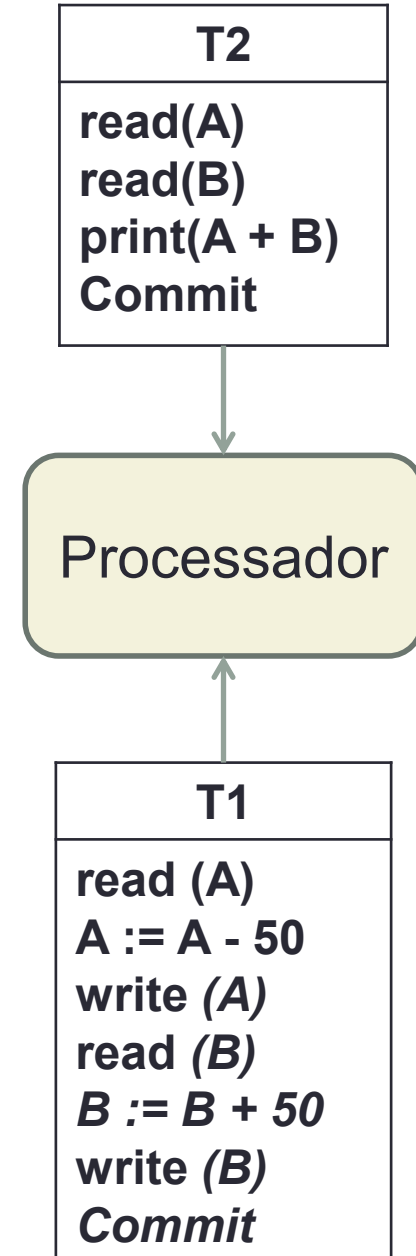 T2
read(A)
read(B)
print(A + B)
Commit
Processador
T1
read (A)
A := A - 50
write (A)
read (B)
B := B + 50
write (B)
Commit